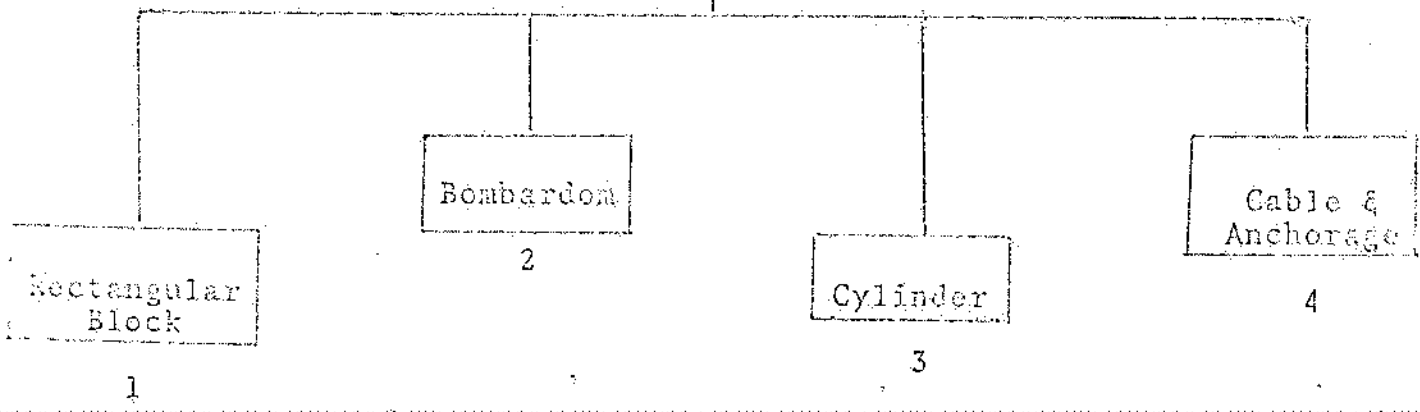 Rectangular
Block
1
Bombardon
2
Cylinder
3
Cable &
Anchorage
4